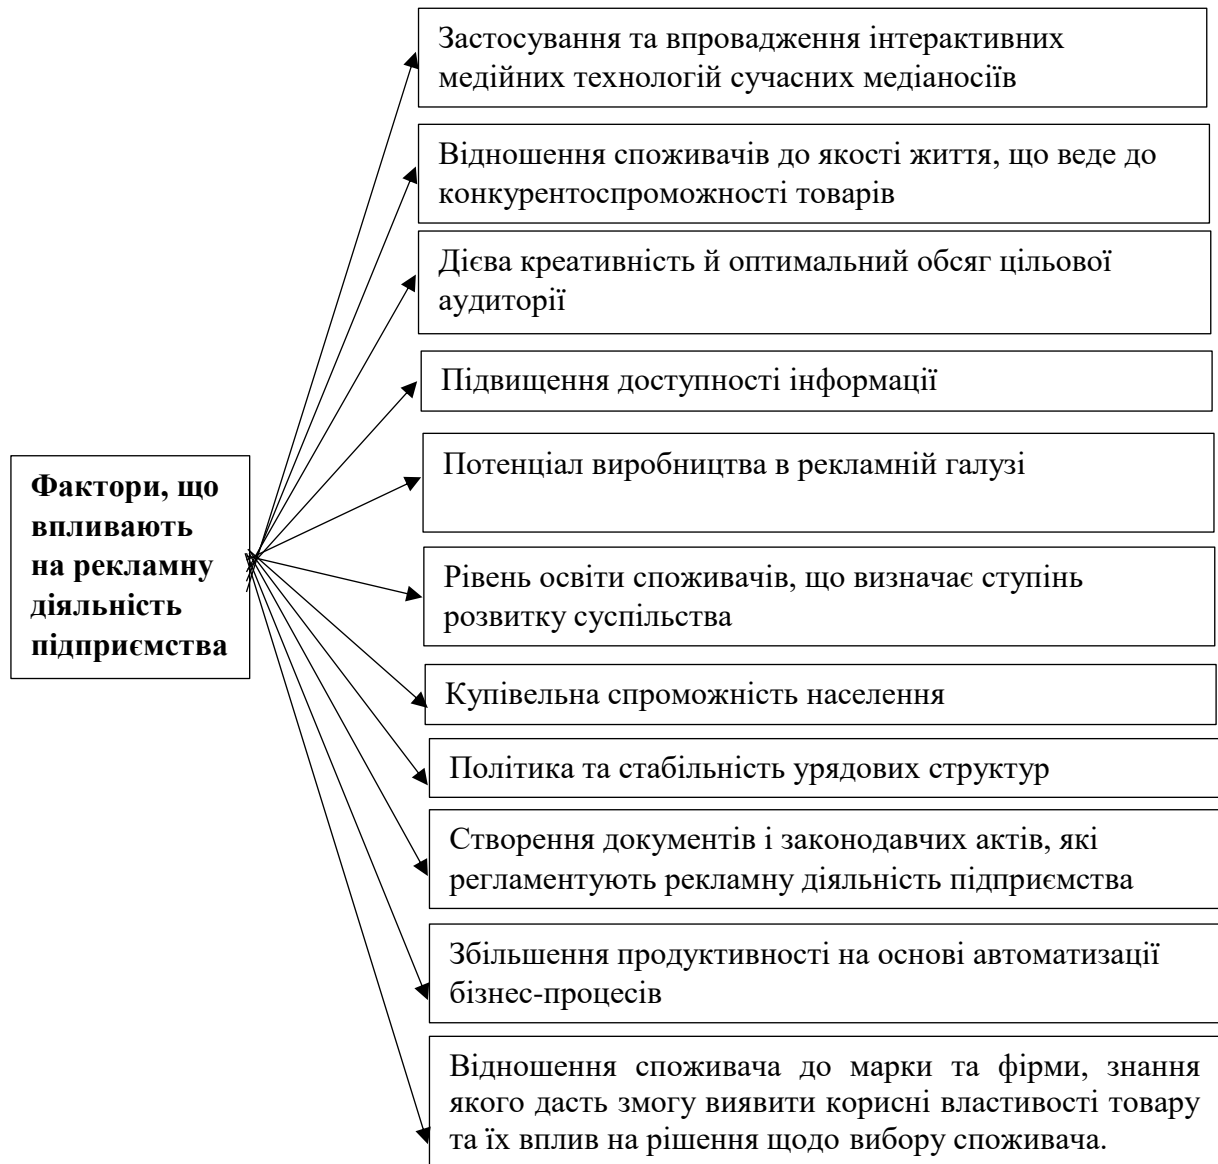 Застосування та впровадження інтерактивних
медійних технологій сучасних медіаносіїв
Відношення споживачів до якості життя, що веде до
конкурентоспроможності товарів
Дієва креативність й оптимальний обсяг цільової
аудиторії
Підвищення доступності інформації
Потенціал виробництва в рекламній галузі
Фактори, що
впливають
на рекламну
діяльність
підприємства
Рівень освіти споживачів, що визначає ступінь
розвитку суспільства
Купівельна спроможність населення
Політика та стабільність урядових структур
Створення документів і законодавчих актів, які
регламентують рекламну діяльність підприємства
Збільшення продуктивності на основі автоматизації
бізнес-процесів
Відношення споживача до марки та фірми, знання
якого дасть змогу виявити корисні властивості товару
та їх вплив на рішення щодо вибору споживача.